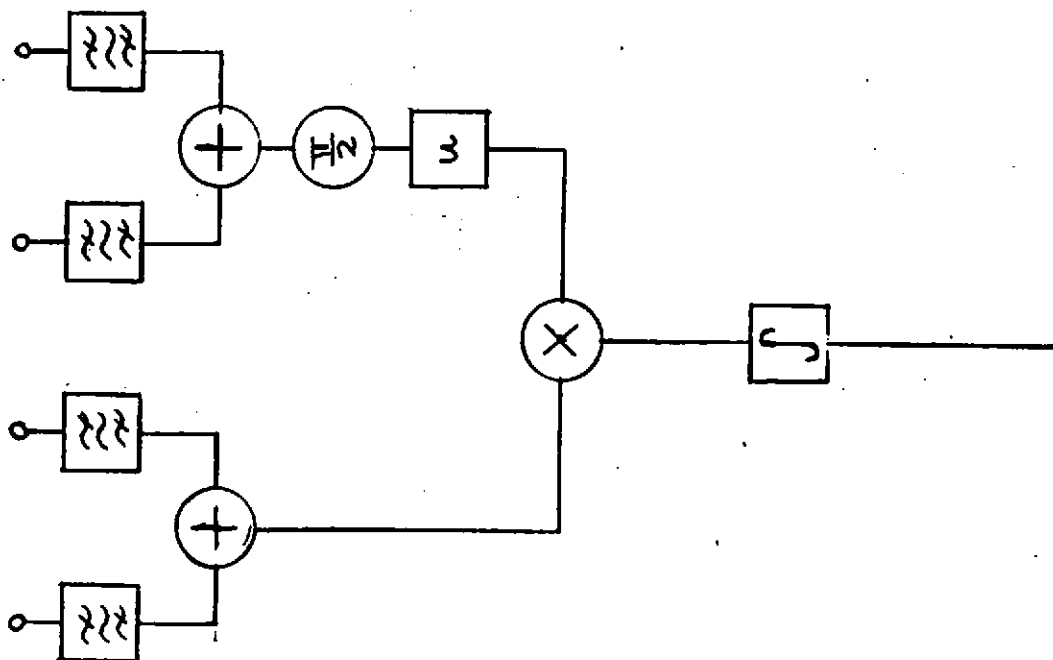 +
π/2
×
∫
+